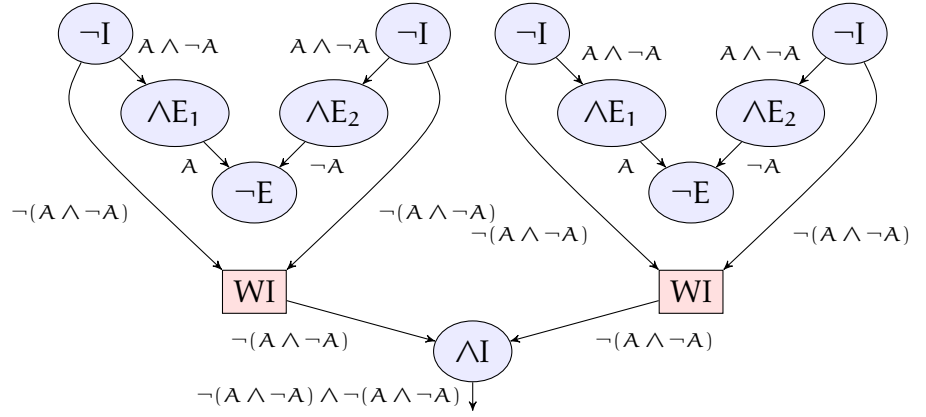 ¬I A ∧ ¬A A ∧ ¬A ¬I ¬I A ∧ ¬A A ∧ ¬A ¬I
∧E₁ ∧E₂ ∧E₁ ∧E₂
A ¬A A ¬A
¬E ¬E
¬(A ∧ ¬A) ¬(A ∧ ¬A) ¬(A ∧ ¬A) ¬(A ∧ ¬A)
WI WI
¬(A ∧ ¬A) ¬(A ∧ ¬A)
∧I
¬(A ∧ ¬A) ∧ ¬(A ∧ ¬A)